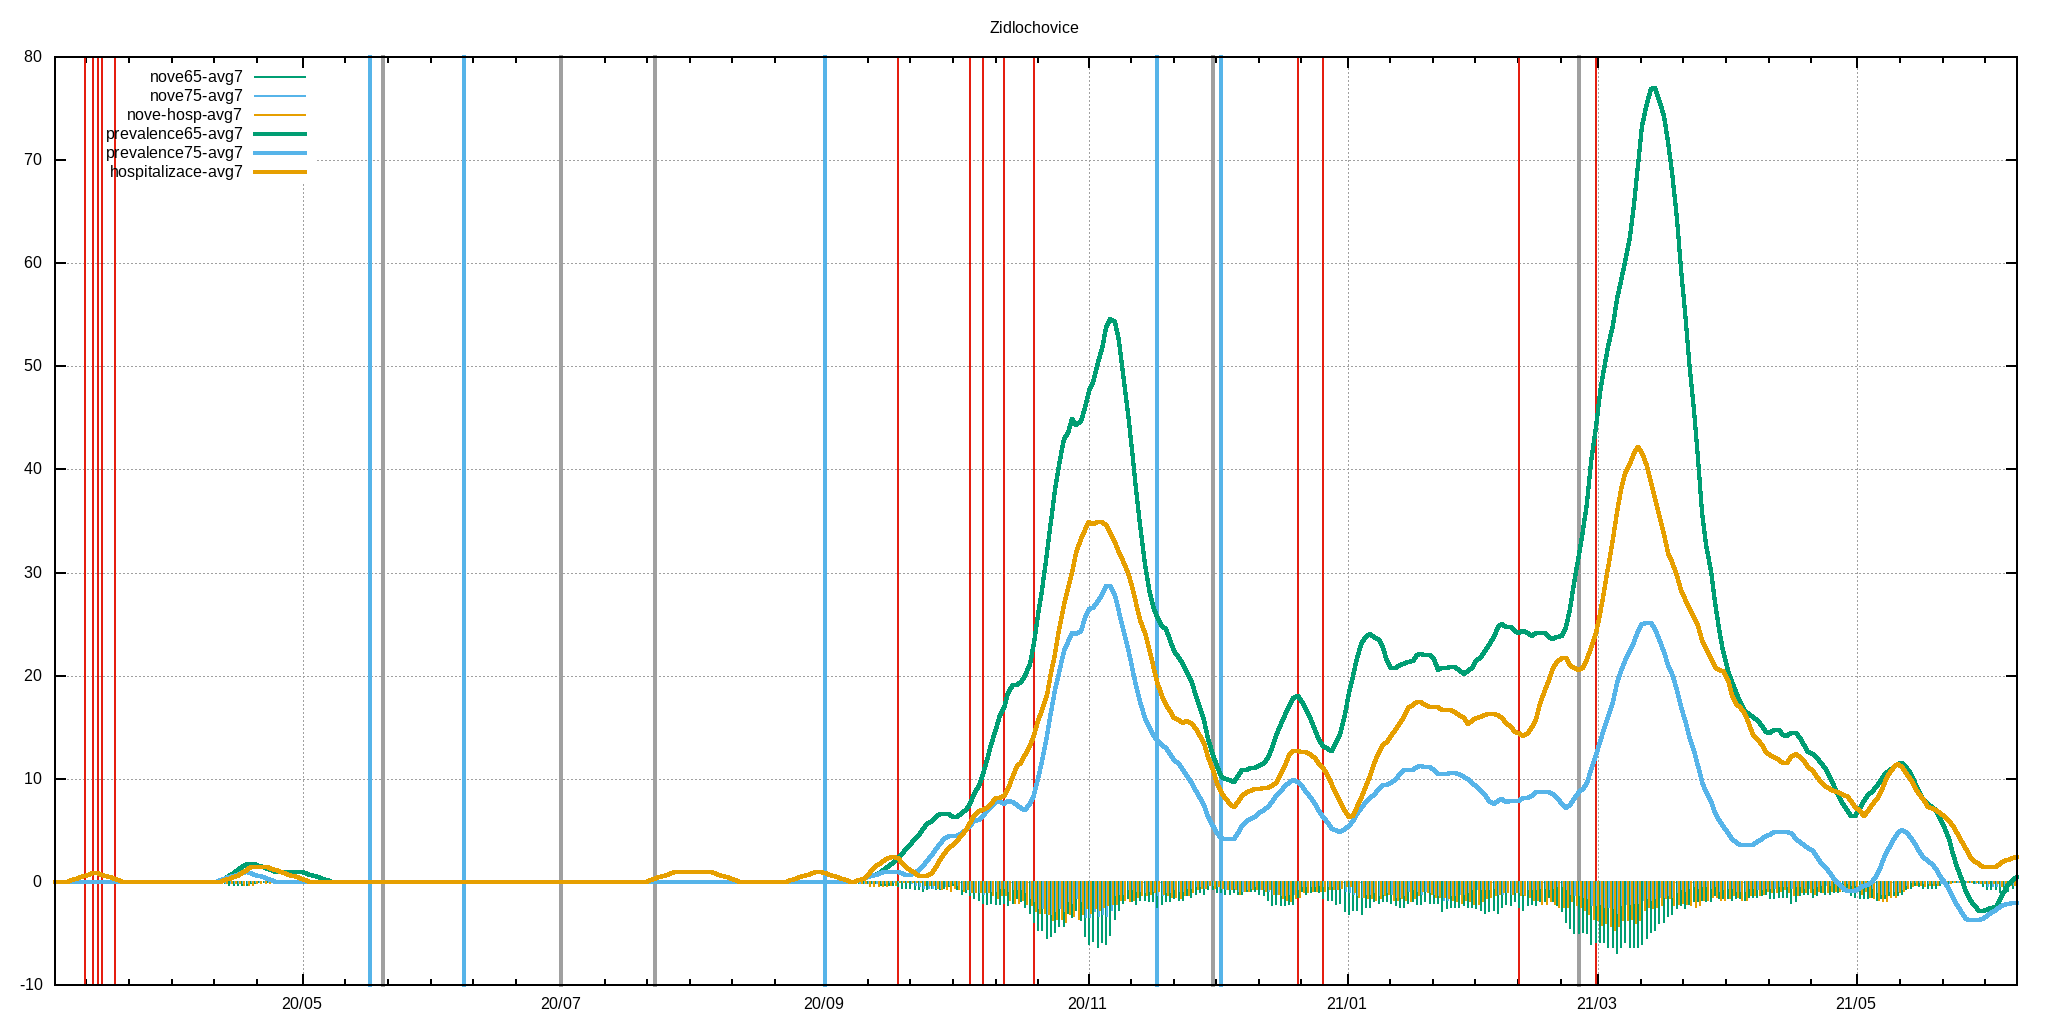 Zidlochovice
80
70
60
50
40
30
20
10
0
-10
nove65-avg7
nove75-avg7
nove-hosp-avg7
prevalence65-avg7
prevalence75-avg7
hospitalizace-avg7
20/05 20/07 20/09 20/11 21/01 21/03 21/05